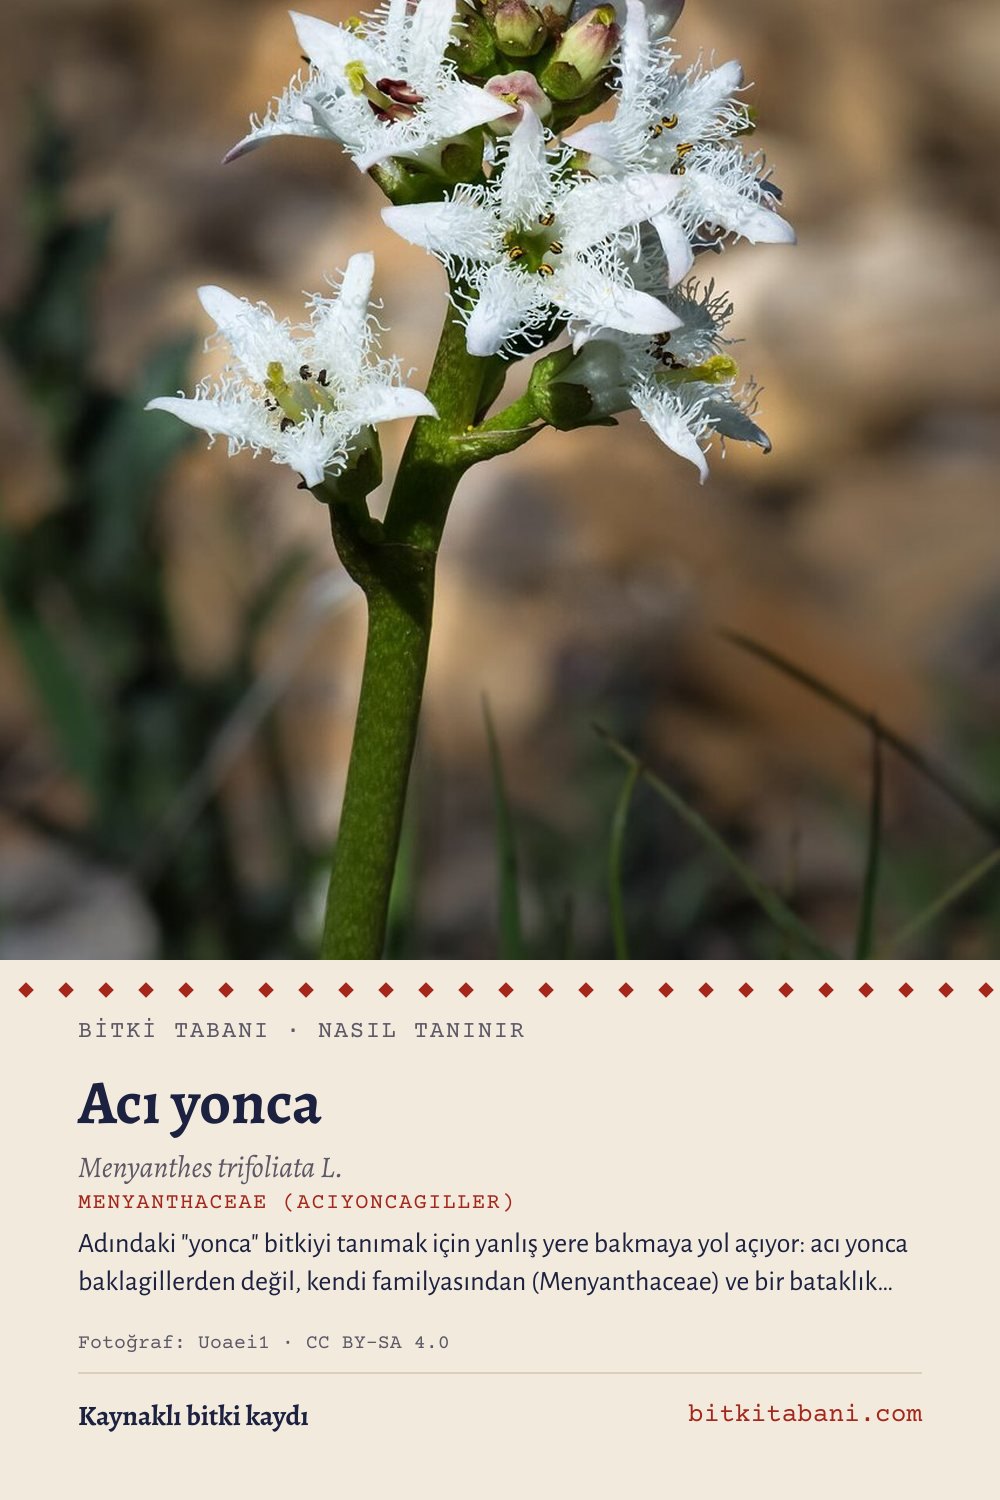 BİTKİ TABANI · NASIL TANINIR
Acı yonca
Menyanthes trifoliata L.
MENYANTHACEAE (ACIYONCAGILLER)
Adındaki "yonca" bitkiyi tanımak için yanlış yere bakmaya yol açıyor: acı yonca
baklagillerden değil, kendi familyasından (Menyanthaceae) ve bir bataklık…
Fotoğraf: Uoaei1 · CC BY-SA 4.0
Kaynaklı bitki kaydı
bitkitabani.com